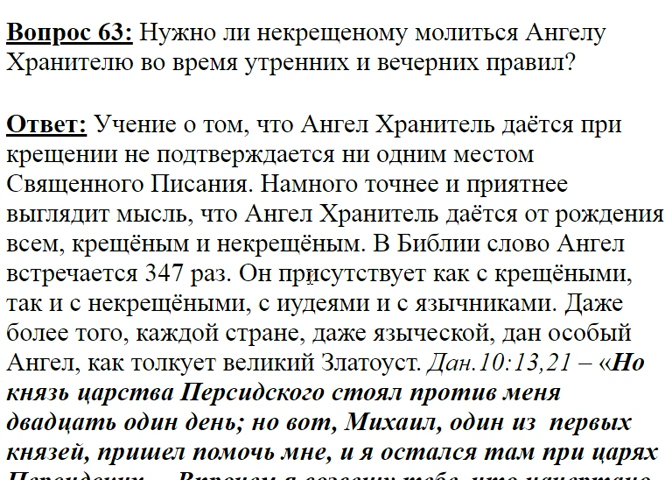 Вопрос 63: Нужно ли некрещеному молиться Ангелу
Хранителю во время утренних и вечерних правил?
Ответ: Учение о том, что Ангел Хранитель даётся при
крещении не подтверждается ни одним местом
Священного Писания. Намного точнее и приятнее
выглядит мысль, что Ангел Хранитель даётся от рождения
всем, крещёным и некрещёным. В Библии слово Ангел
встречается 347 раз. Он присутствует как с крещёными,
так и с некрещёными, с иудеями и с язычниками. Даже
более того, каждой стране, даже языческой, дан особый
Ангел, как толкует великий Златоуст. Дан.10:13,21 – «Но
князь царства Персидского стоял против меня
двадцать один день; но вот, Михаил, один из первых
князей, пришел помочь мне, и я остался там при царях